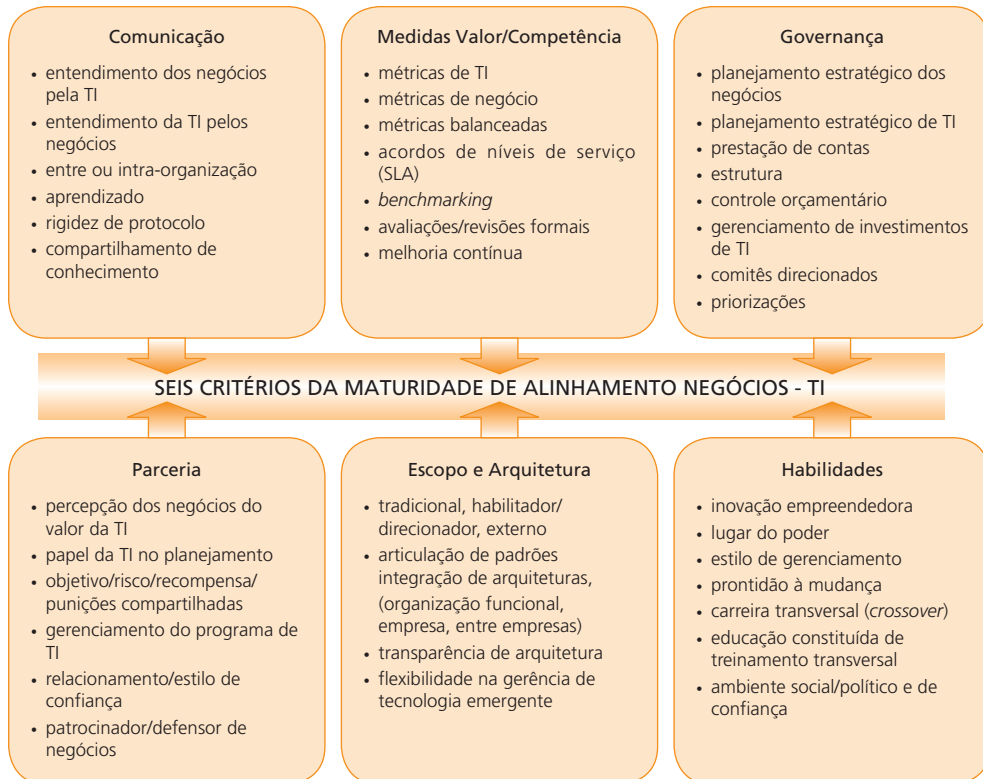 Comunicação
• entendimento dos negócios
pela TI
• entendimento da TI pelos
negócios
• entre ou intra-organização
• aprendizado
• rigidez de protocolo
• compartilhamento de
conhecimento
Medidas Valor/Competência
• métricas de TI
• métricas de negócio
• métricas balanceadas
• acordos de níveis de serviço
(SLA)
• benchmarking
• avaliações/revisões formais
• melhoria contínua
Governança
• planejamento estratégico dos
negócios
• planejamento estratégico de TI
• prestação de contas
• estrutura
• controle orçamentário
• gerenciamento de investimentos
de TI
• comitês direcionados
• priorizações
SEIS CRITÉRIOS DA MATURIDADE DE ALINHAMENTO NEGÓCIOS - TI
Parceria
• percepção dos negócios do
valor da TI
• papel da TI no planejamento
• objetivo/risco/recompensa/
punições compartilhadas
• gerenciamento do programa de
TI
• relacionamento/estilo de
confiança
• patrocinador/defensor de
negócios
Escopo e Arquitetura
• tradicional, habilitador/
direcionador, externo
• articulação de padrões
integração de arquiteturas,
(organização funcional,
empresa, entre empresas)
• transparência de arquitetura
• flexibilidade na gerência de
tecnologia emergente
Habilidades
• inovação empreendedora
• lugar do poder
• estilo de gerenciamento
• prontidão à mudança
• carreira transversal (crossover)
• educação constituída de
treinamento transversal
• ambiente social/político e de
confiança